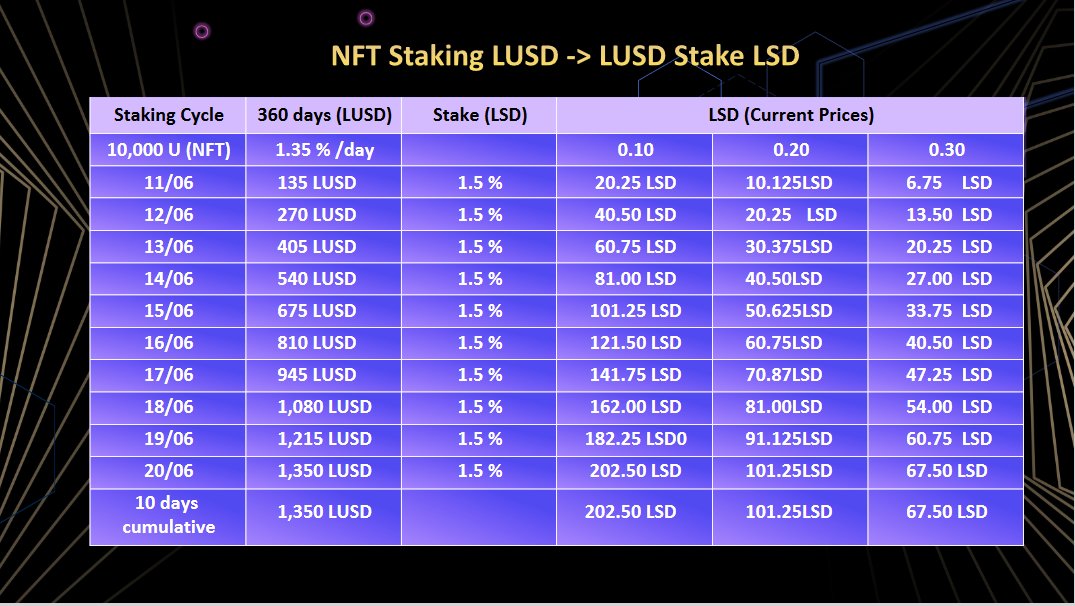 NFT Staking LUSD -> LUSD Stake LSD
Staking Cycle 360 days (LUSD) Stake (LSD) LSD (Current Prices)
10,000 U (NFT) 1.35 % /day 0.10 0.20 0.30
11/06 135 LUSD 1.5 % 20.25 LSD 10.125LSD 6.75 LSD
12/06 270 LUSD 1.5 % 40.50 LSD 20.25 LSD 13.50 LSD
13/06 405 LUSD 1.5 % 60.75 LSD 30.375LSD 20.25 LSD
14/06 540 LUSD 1.5 % 81.00 LSD 40.50LSD 27.00 LSD
15/06 675 LUSD 1.5 % 101.25 LSD 50.625LSD 33.75 LSD
16/06 810 LUSD 1.5 % 121.50 LSD 60.75LSD 40.50 LSD
17/06 945 LUSD 1.5 % 141.75 LSD 70.87LSD 47.25 LSD
18/06 1,080 LUSD 1.5 % 162.00 LSD 81.00LSD 54.00 LSD
19/06 1,215 LUSD 1.5 % 182.25 LSD0 91.125LSD 60.75 LSD
20/06 1,350 LUSD 1.5 % 202.50 LSD 101.25LSD 67.50 LSD
10 days
cumulative 1,350 LUSD 202.50 LSD 101.25LSD 67.50 LSD